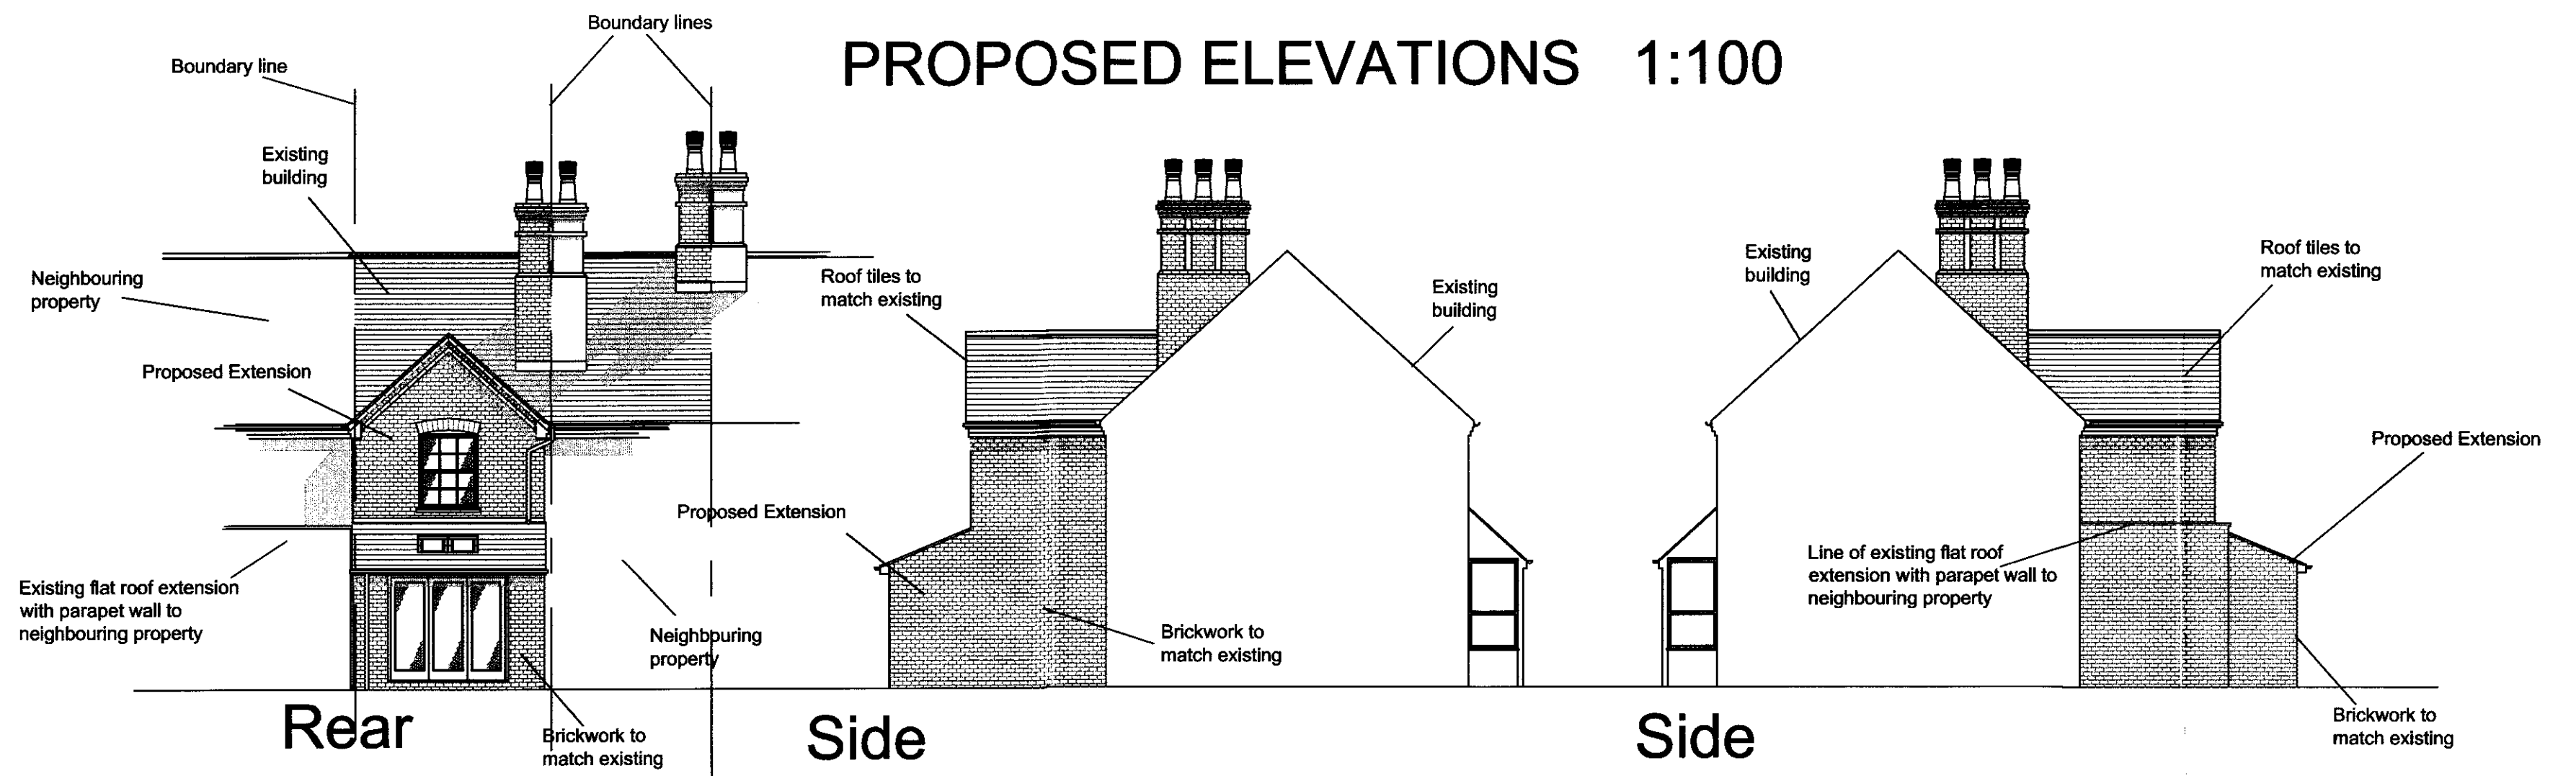 PROPOSED ELEVATIONS 1:100
Boundary lines
Boundary line
Existing
building
Neighbouring
property
Proposed Extension
Existing flat roof extension
with parapet wall to
neighbouring property
Neighbouring
property
Brickwork to
match existing
Rear
Roof tiles to
match existing
Existing
building
Proposed Extension
Brickwork to
match existing
Side
Existing
building
Roof tiles to
match existing
Proposed Extension
Line of existing flat roof
extension with parapet wall to
neighbouring property
Brickwork to
match existing
Side